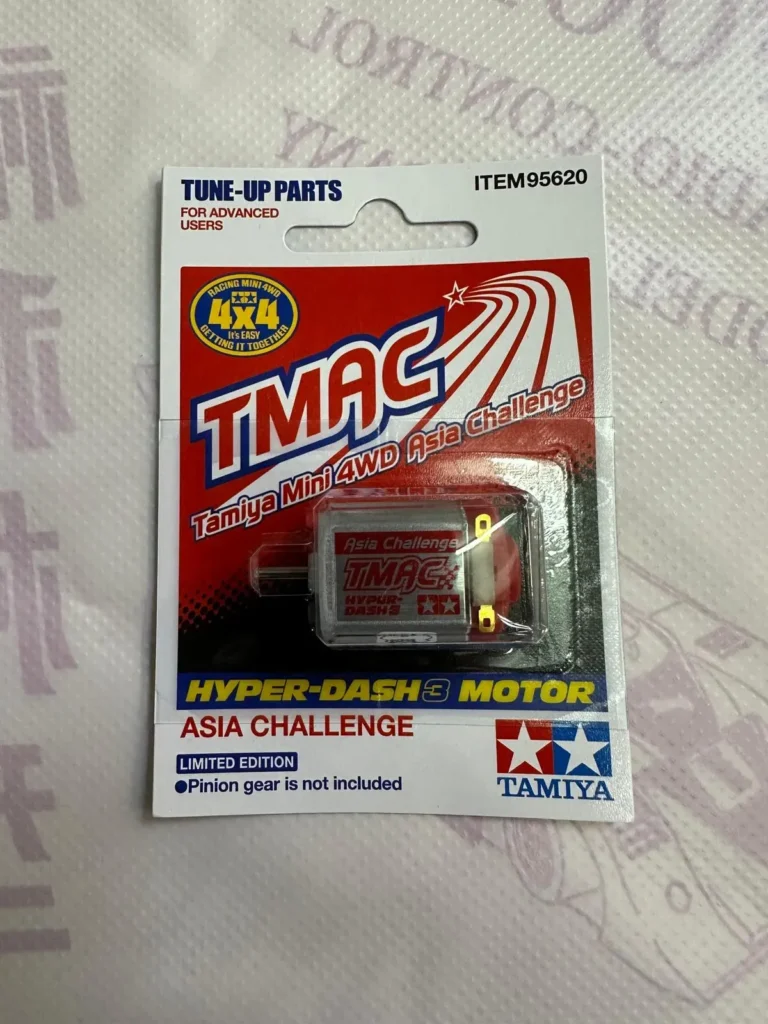 TUNE-UP PARTS
FOR ADVANCED
USERS
ITEM95620
RACING MINI 4WD
4x4
It's EASY
GETTING IT TOGETHER
TMAC
Tamiya Mini 4WD Asia Challenge
Asia Challenge
TMAC
HYPER-
DASH3
HYPER-DASH3 MOTOR
ASIA CHALLENGE
LIMITED EDITION
●Pinion gear is not included
TAMIYA
CONTROL